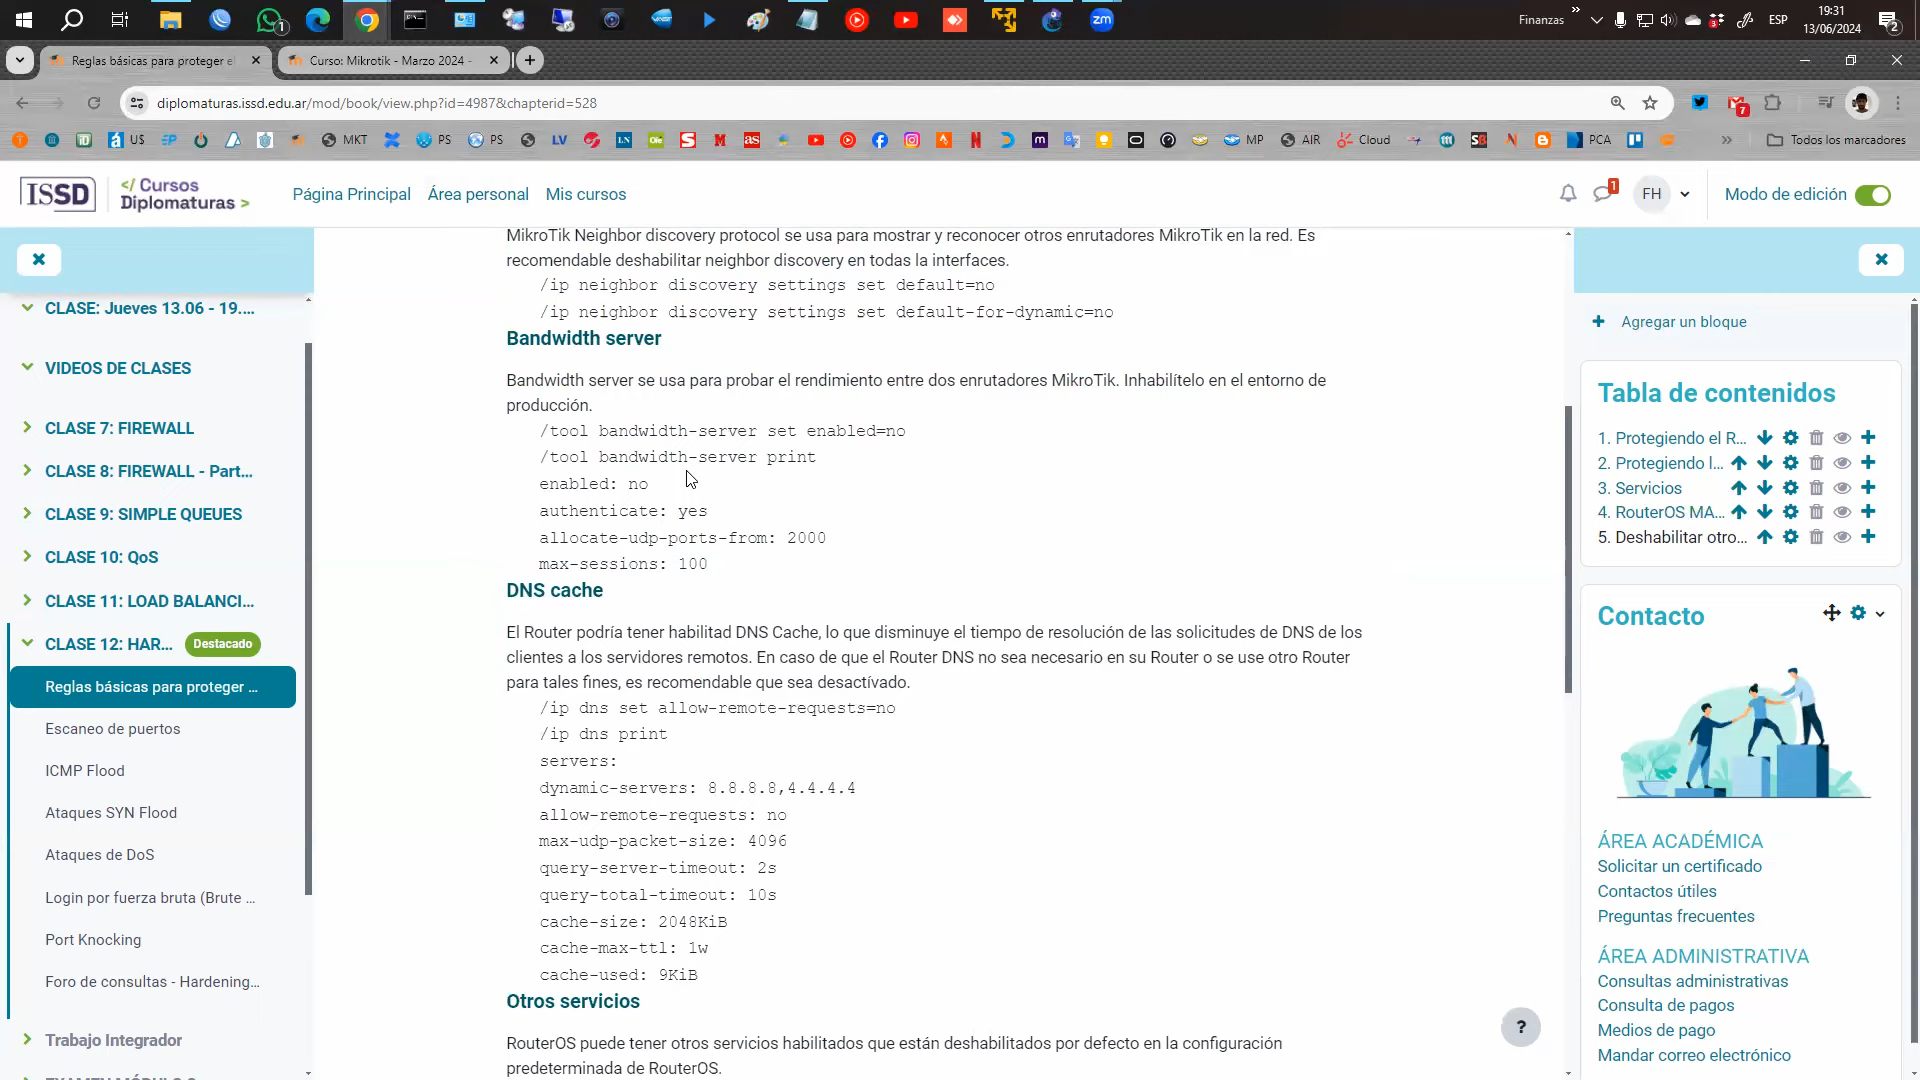 Finanzas
ESP
19:31
13/06/2024
2
1
3
Reglas básicas para proteger e
Curso: Mikrotik - Marzo 2024 -
diplomaturas.issd.edu.ar/mod/book/view.php?id=4987&chapterid=528
7
U$
MKT
PS
PS
LV
MP
AIR
Cloud
PCA
Todos los marcadores
ISSD
</ Cursos
Diplomaturas >
Página Principal
Área personal
Mis cursos
1
FH
Modo de edición
CLASE: Jueves 13.06 - 19....
VIDEOS DE CLASES
CLASE 7: FIREWALL
CLASE 8: FIREWALL - Part...
CLASE 9: SIMPLE QUEUES
CLASE 10: QoS
CLASE 11: LOAD BALANCI...
CLASE 12: HAR...
Destacado
Reglas básicas para proteger ...
Escaneo de puertos
ICMP Flood
Ataques SYN Flood
Ataques de DoS
Login por fuerza bruta (Brute ...
Port Knocking
Foro de consultas - Hardening...
Trabajo Integrador
MikroTik Neighbor discovery protocol se usa para mostrar y reconocer otros enrutadores MikroTik en la red. Es
recomendable deshabilitar neighbor discovery en todas la interfaces.
/ip neighbor discovery settings set default=no
/ip neighbor discovery settings set default-for-dynamic=no
Bandwidth server
Bandwidth server se usa para probar el rendimiento entre dos enrutadores MikroTik. Inhabilítelo en el entorno de
producción.
/tool bandwidth-server set enabled=no
/tool bandwidth-server print
enabled: no
authenticate: yes
allocate-udp-ports-from: 2000
max-sessions: 100
DNS cache
El Router podría tener habilitad DNS Cache, lo que disminuye el tiempo de resolución de las solicitudes de DNS de los
clientes a los servidores remotos. En caso de que el Router DNS no sea necesario en su Router o se use otro Router
para tales fines, es recomendable que sea desactívado.
/ip dns set allow-remote-requests=no
/ip dns print
servers:
dynamic-servers: 8.8.8.8,4.4.4.4
allow-remote-requests: no
max-udp-packet-size: 4096
query-server-timeout: 2s
query-total-timeout: 10s
cache-size: 2048KiB
cache-max-ttl: 1w
cache-used: 9KiB
Otros servicios
RouterOS puede tener otros servicios habilitados que están deshabilitados por defecto en la configuración
predeterminada de RouterOS.
?
Agregar un bloque
Tabla de contenidos
1. Protegiendo el R...
2. Protegiendo l...
3. Servicios
4. RouterOS MA...
5. Deshabilitar otro...
Contacto
ÁREA ACADÉMICA
Solicitar un certificado
Contactos útiles
Preguntas frecuentes
ÁREA ADMINISTRATIVA
Consultas administrativas
Consulta de pagos
Medios de pago
Mandar correo electrónico